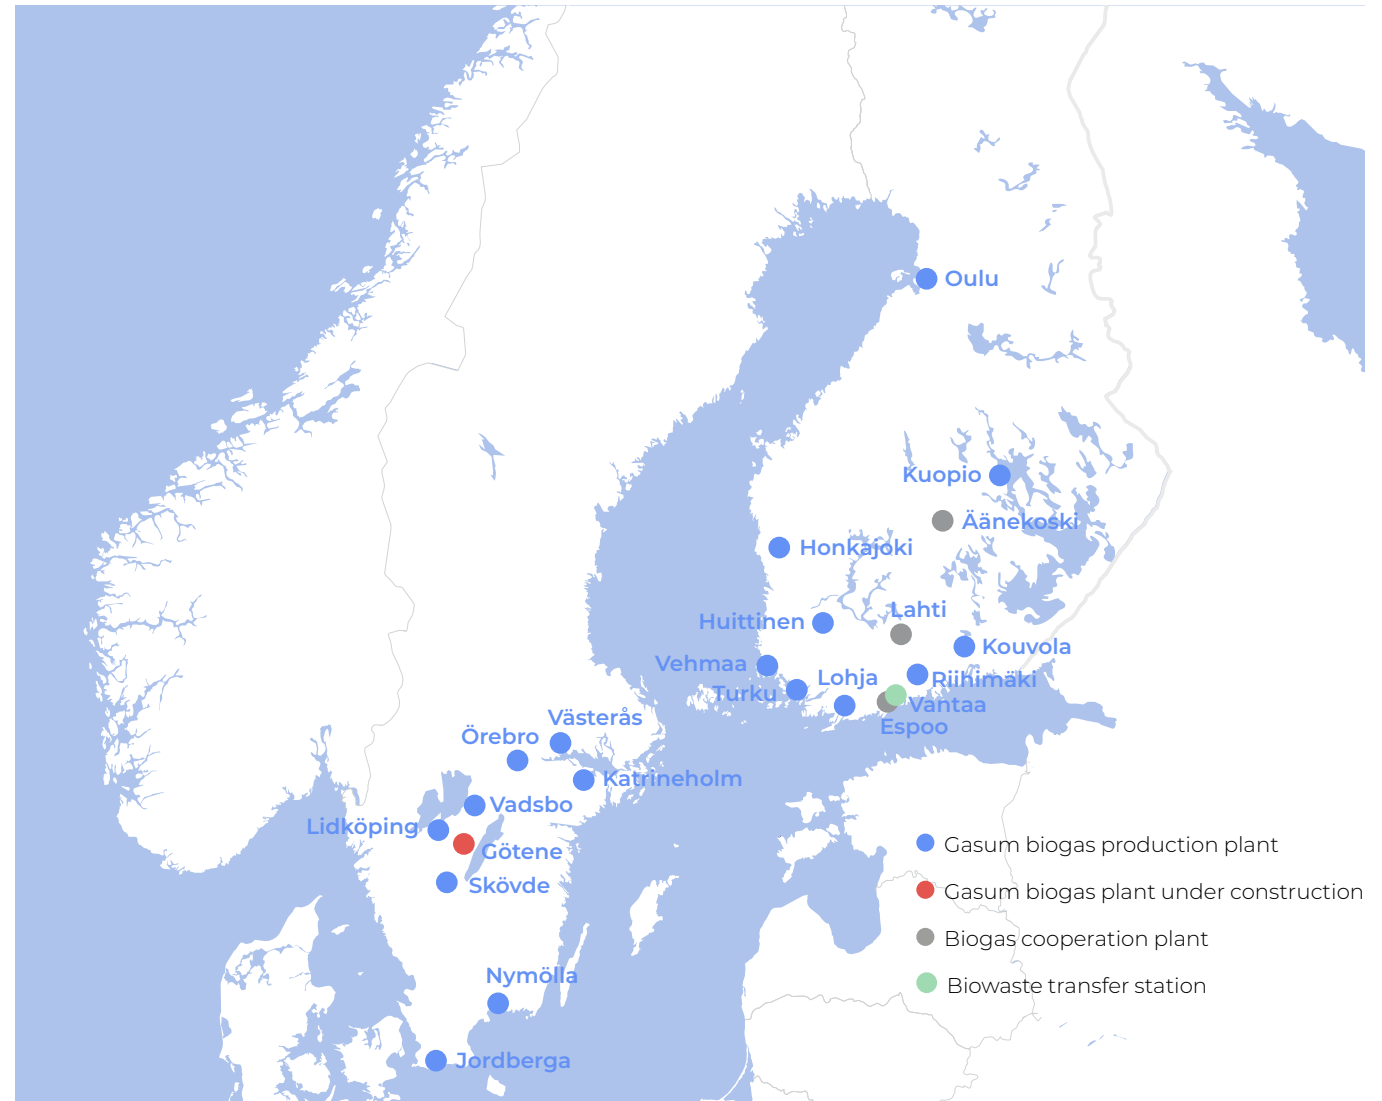 Oulu
Kuopio
Äänekoski
Honkajoki
Lahti
Huittinen
Kouvola
Vehmaa
Lohja
Riihimäki
Turku
Vantaa
Espoo
Västerås
Örebro
Katrineholm
Vadsbo
Lidköping
Götene
Skövde
Nymölla
Jordberga
Gasum biogas production plant
Gasum biogas plant under construction
Biogas cooperation plant
Biowaste transfer station